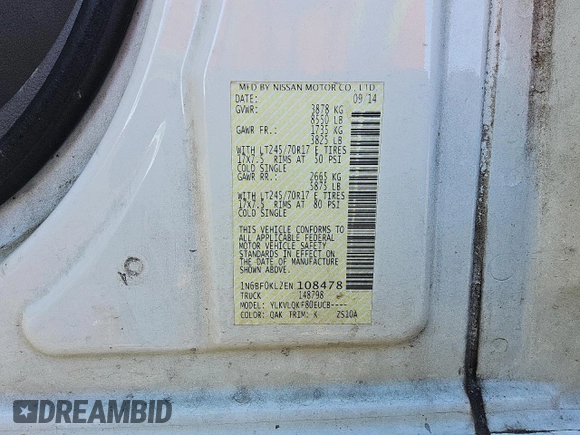 MFD BY NISSAN MOTOR CO., LTD.
DATE: 09/14
GVWR: 3878 KG
8550 LB
GAWR FR.: 1735 KG
3825 LB
WITH LT245/70R17 E TIRES
17X7.5 RIMS AT 50 PSI
COLD SINGLE
GAWR RR.: 2665 KG
5875 LB
WITH LT245/70R17 E TIRES
17X7.5 RIMS AT 80 PSI
COLD SINGLE
THIS VEHICLE CONFORMS TO
ALL APPLICABLE FEDERAL
MOTOR VEHICLE SAFETY
STANDARDS IN EFFECT ON
THE DATE OF MANUFACTURE
SHOWN ABOVE.
1N6BF0KL2EN108478
TRUCK 148798
MODEL: YLKVLQKF80EUCB----
COLOR: QAK TRIM: K ZS10A
DREAMBID